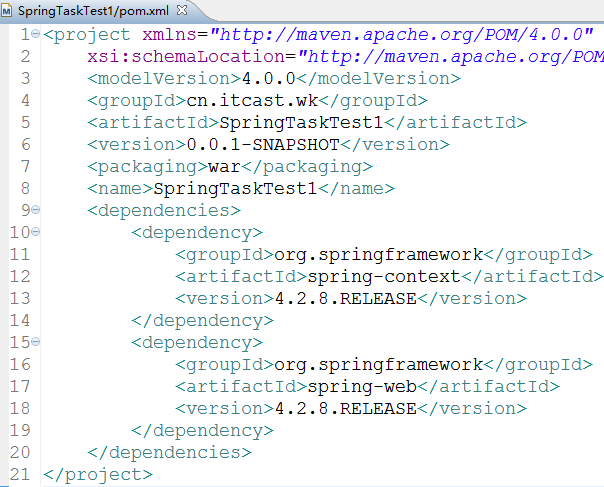 SpringTaskTest1/pom.xml
1 <project xmlns="http://maven.apache.org/POM/4.0.0"
2 xsi:schemaLocation="http://maven.apache.org/POM
3 <modelVersion>4.0.0</modelVersion>
4 <groupId>cn.itcast.wk</groupId>
5 <artifactId>SpringTaskTest1</artifactId>
6 <version>0.0.1-SNAPSHOT</version>
7 <packaging>war</packaging>
8 <name>SpringTaskTest1</name>
9 <dependencies>
10 <dependency>
11 <groupId>org.springframework</groupId>
12 <artifactId>spring-context</artifactId>
13 <version>4.2.8.RELEASE</version>
14 </dependency>
15 <dependency>
16 <groupId>org.springframework</groupId>
17 <artifactId>spring-web</artifactId>
18 <version>4.2.8.RELEASE</version>
19 </dependency>
20 </dependencies>
21 </project>